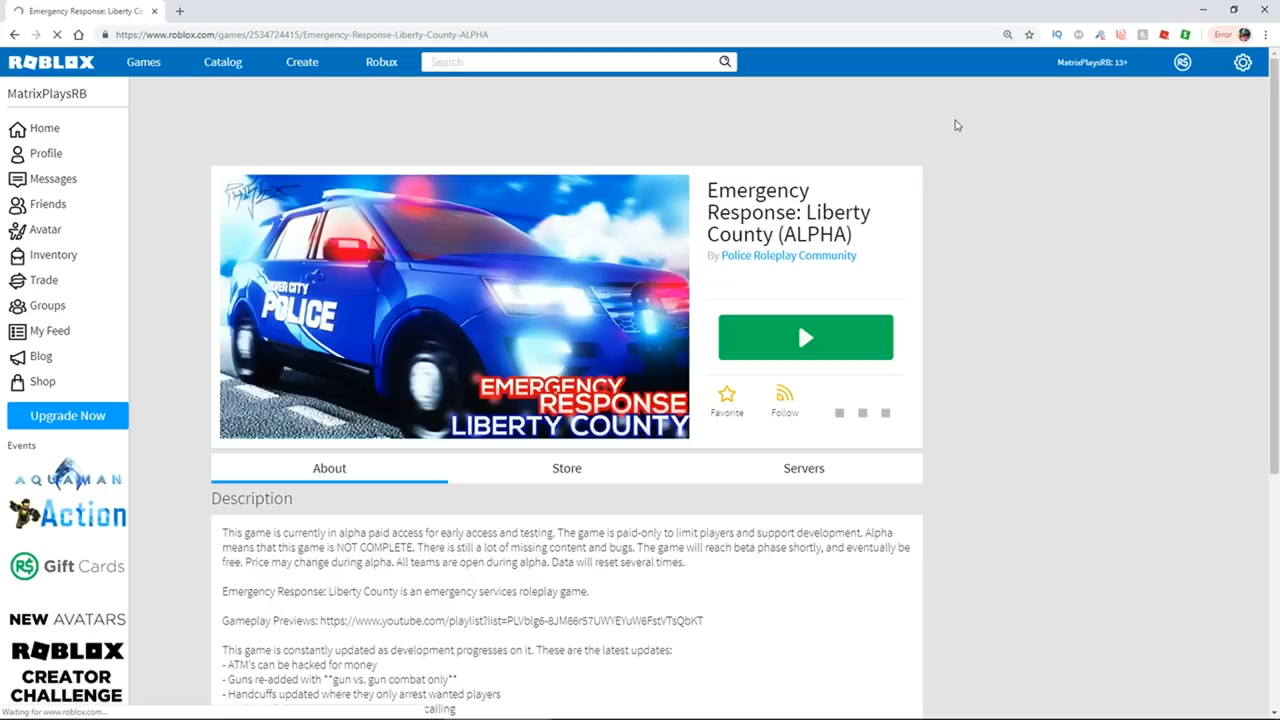 Emergency Response: Liberty Co
https://www.roblox.com/games/2534724415/Emergency-Response-Liberty-County-ALPHA
Error
ROBLOX
Games
Catalog
Create
Robux
Search
MatrixPlaysRB: 13+
MatrixPlaysRB
Home
Profile
Messages
Friends
Avatar
Inventory
Trade
Groups
My Feed
Blog
Shop
Upgrade Now
Events
AQUAMAN
Action
Gift Cards
NEW AVATARS
ROBLOX
CREATOR
CHALLENGE
POLICE
EMERGENCY
RESPONSE
LIBERTY COUNTY
Emergency
Response: Liberty
County (ALPHA)
By Police Roleplay Community
Favorite
Follow
About
Store
Servers
Description
This game is currently in alpha paid access for early access and testing. The game is paid-only to limit players and support development. Alpha
means that this game is NOT COMPLETE. There is still a lot of missing content and bugs. The game will reach beta phase shortly, and eventually be
free. Price may change during alpha. All teams are open during alpha. Data will reset several times.
Emergency Response: Liberty County is an emergency services roleplay game.
Gameplay Previews: https://www.youtube.com/playlist?list=PLVblg6-8JM86r57UWYEYuW6FstVTsQbKT
This game is constantly updated as development progresses on it. These are the latest updates:
- ATM's can be hacked for money
- Guns re-added with **gun vs. gun combat only**
- Handcuffs updated where they only arrest wanted players
calling
Waiting for www.roblox.com...